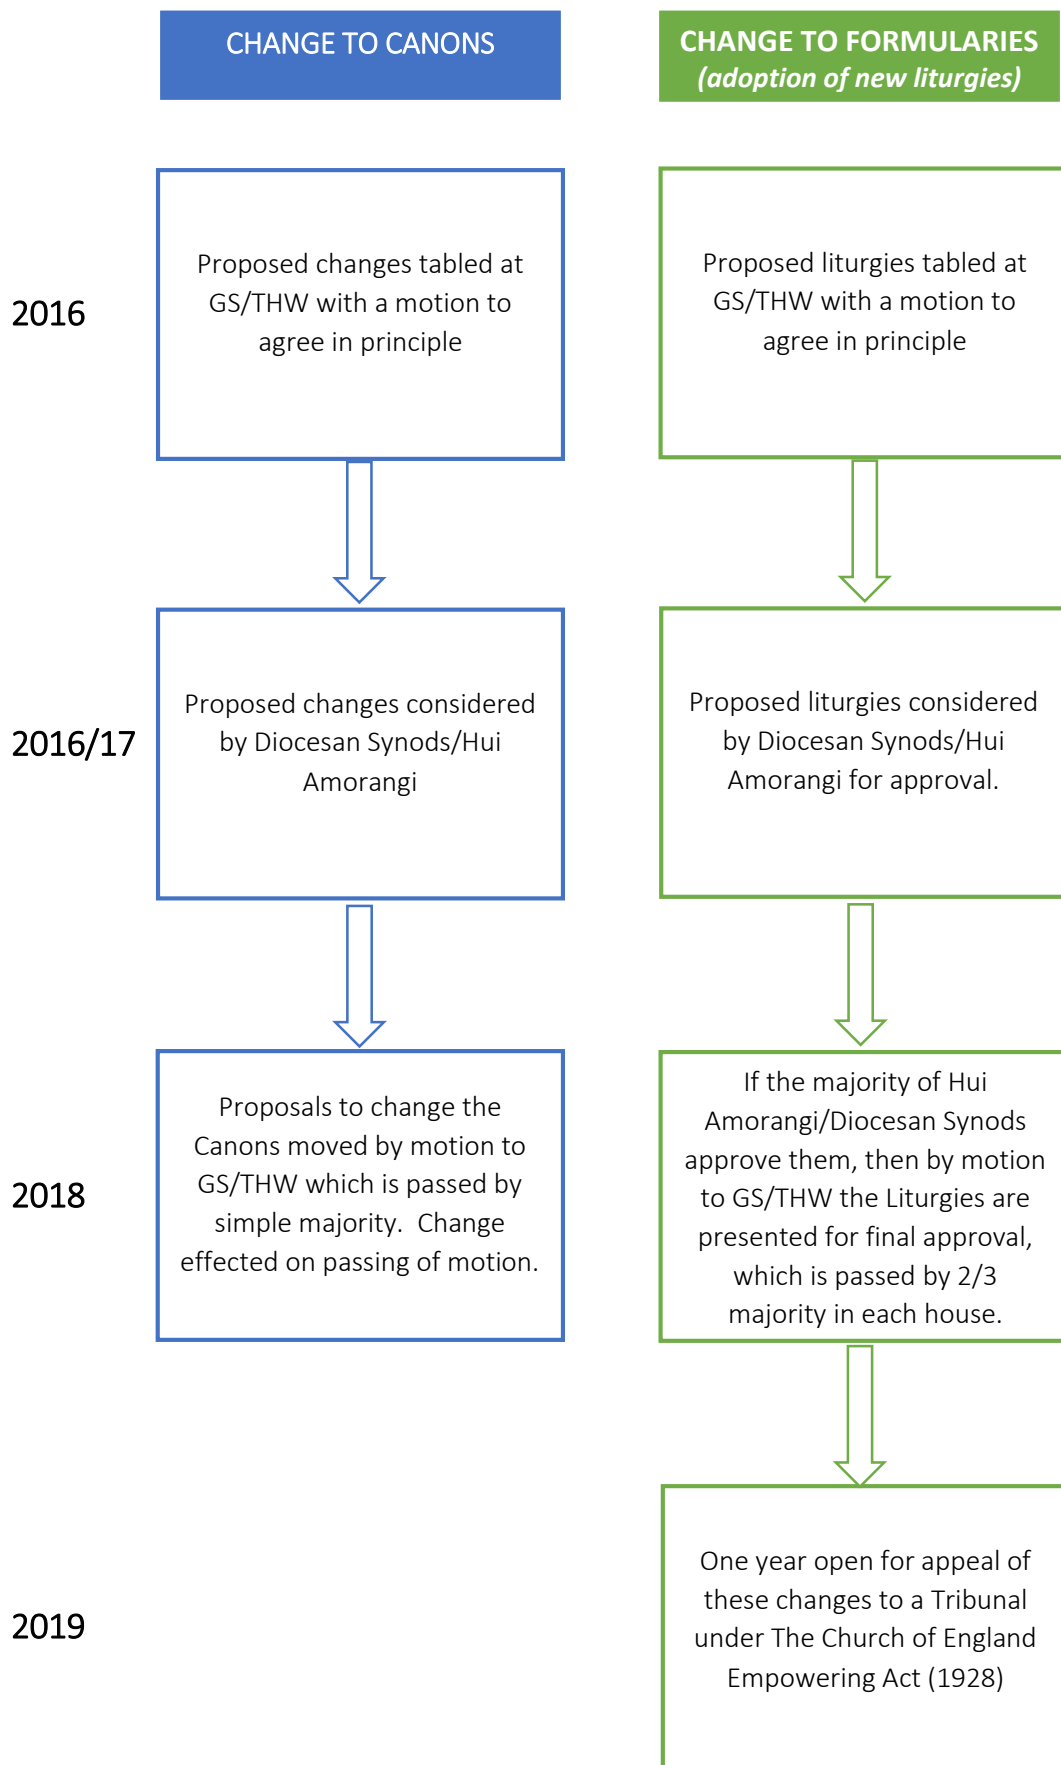 CHANGE TO CANONS
CHANGE TO FORMULARIES
(adoption of new liturgies)
2016
Proposed changes tabled at
GS/THW with a motion to
agree in principle
Proposed liturgies tabled at
GS/THW with a motion to
agree in principle
2016/17
Proposed changes considered
by Diocesan Synods/Hui
Amorangi
Proposed liturgies considered
by Diocesan Synods/Hui
Amorangi for approval.
2018
Proposals to change the
Canons moved by motion to
GS/THW which is passed by
simple majority.  Change
effected on passing of motion.
If the majority of Hui
Amorangi/Diocesan Synods
approve them, then by motion
to GS/THW the Liturgies are
presented for final approval,
which is passed by 2/3
majority in each house.
2019
One year open for appeal of
these changes to a Tribunal
under The Church of England
Empowering Act (1928)